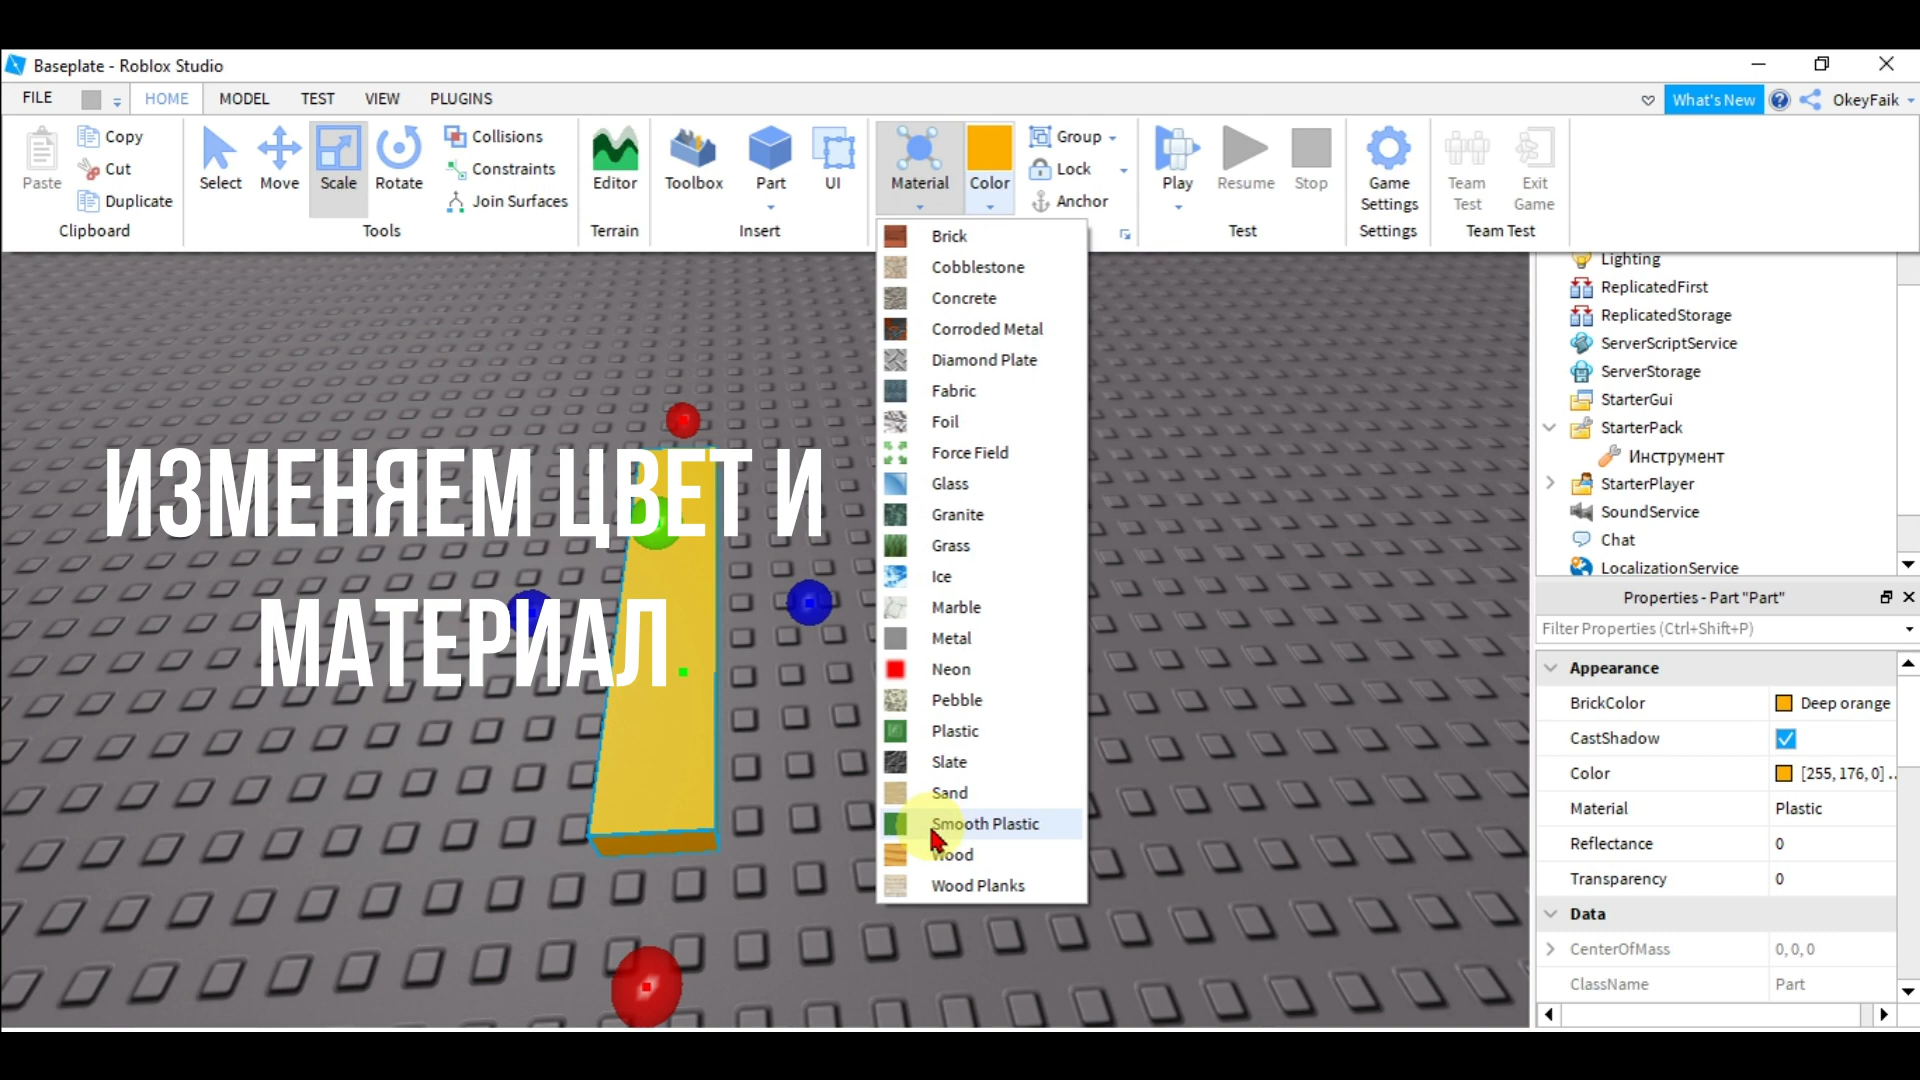 Baseplate - Roblox Studio
FILE HOME MODEL TEST VIEW PLUGINS What's New OkeyFaik
Paste Copy Cut Duplicate
Clipboard
Select Move Scale Rotate Collisions Constraints Join Surfaces
Tools
Editor
Terrain
Toolbox Part UI
Insert
Material Color Group Lock Anchor
Play Resume Stop
Test
Game Settings
Settings
Team Test Exit Game
Team Test
Brick
Cobblestone
Concrete
Corroded Metal
Diamond Plate
Fabric
Foil
Force Field
Glass
Granite
Grass
Ice
Marble
Metal
Neon
Pebble
Plastic
Slate
Sand
Smooth Plastic
Wood
Wood Planks
ИЗМЕНЯЕМ ЦВЕТ И
МАТЕРИАЛ
Lighting
ReplicatedFirst
ReplicatedStorage
ServerScriptService
ServerStorage
StarterGui
StarterPack
Инструмент
StarterPlayer
SoundService
Chat
LocalizationService
Properties - Part "Part"
Filter Properties (Ctrl+Shift+P)
Appearance
BrickColor Deep orange
CastShadow
Color [255, 176, 0] ..
Material Plastic
Reflectance 0
Transparency 0
Data
CenterOfMass 0, 0, 0
ClassName Part